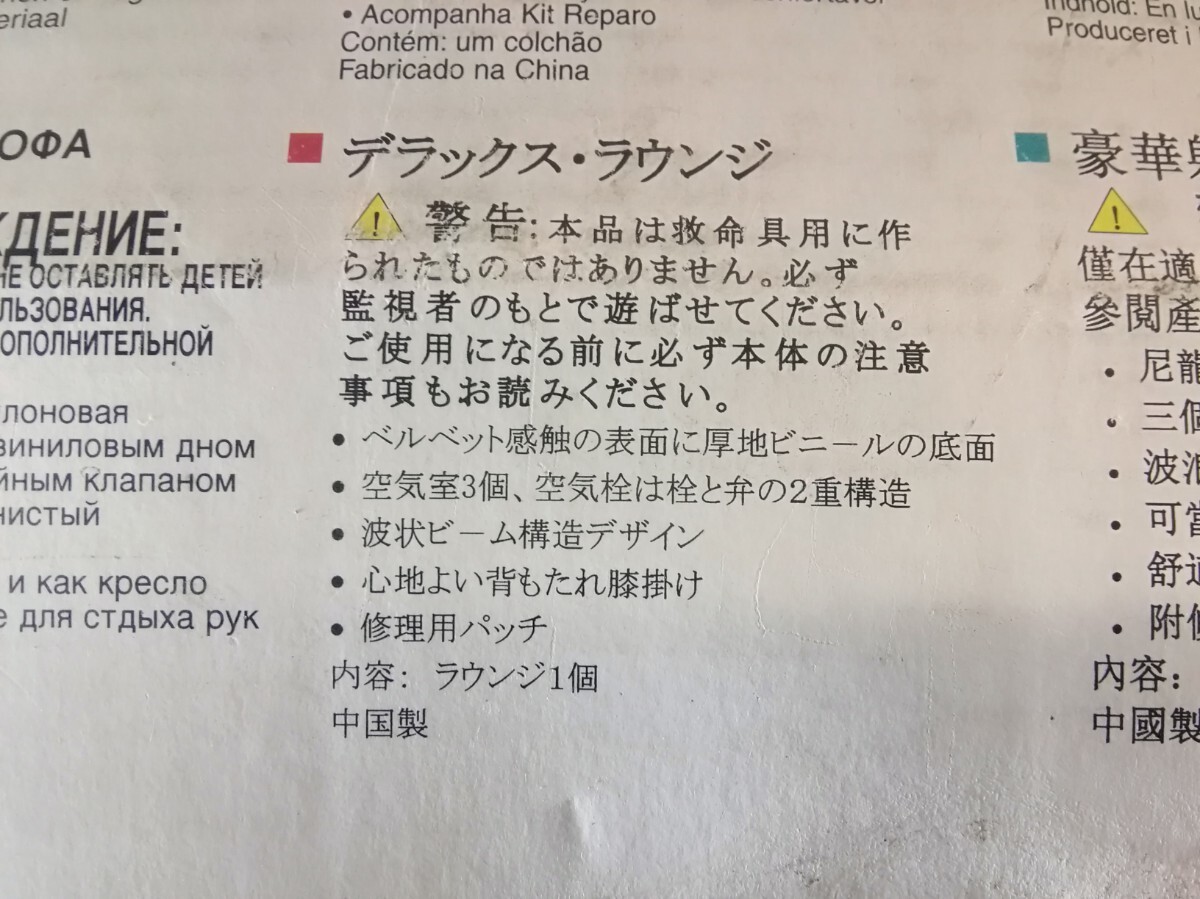 eriaal
• Acompanha Kit Reparo
Contém: um colchão
Fabricado na China
Indhold: En
Produceret i
ОФА
ЖДЕНИЕ:
НЕ ОСТАВЛЯТЬ ДЕТЕЙ
ЛЬЗОВАНИЯ.
ОПОЛНИТЕЛЬНОЙ
лоновая
виниловым дном
йным клапаном
нистый
и как кресло
е для стдыха рук
デラックス・ラウンジ
警告: 本品は救命具用に作
られたものではありません。必ず
監視者のもとで遊ばせてください。
ご使用になる前に必ず本体の注意
事項もお読みください。
• ベルベット感触の表面に厚地ビニールの底面
• 空気室3個、空気栓は栓と弁の2重構造
• 波状ビーム構造デザイン
• 心地よい背もたれ膝掛け
• 修理用パッチ
内容: ラウンジ1個
中国製
豪華
僅在適
參閱產
• 尼龍
• 三個
• 波浪
• 可當
• 舒適
• 附修
内容:
中國製